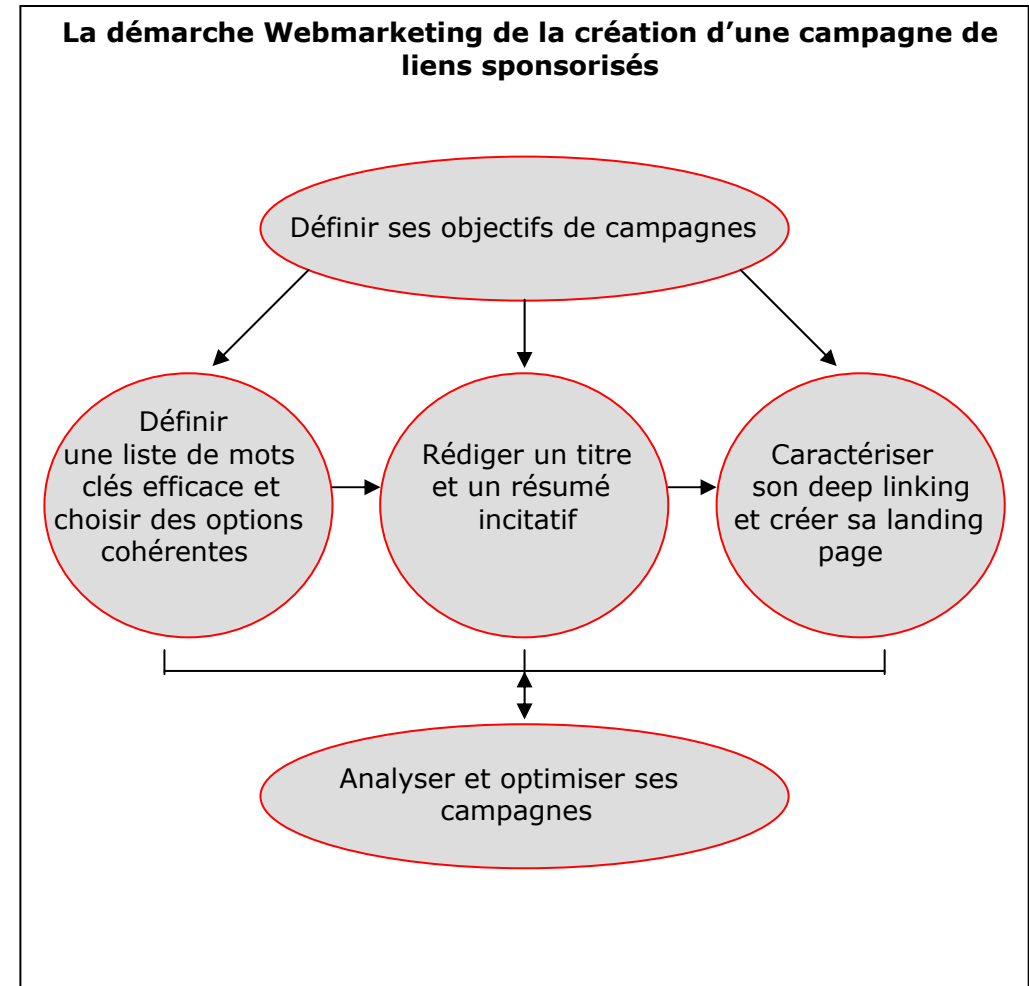 La démarche Webmarketing de la création d’une campagne de
liens sponsorisés
Définir ses objectifs de campagnes
Définir
une liste de mots
clés efficace et
choisir des options
cohérentes
Rédiger un titre
et un résumé
incitatif
Caractériser
son deep linking
et créer sa landing
page
Analyser et optimiser ses
campagnes